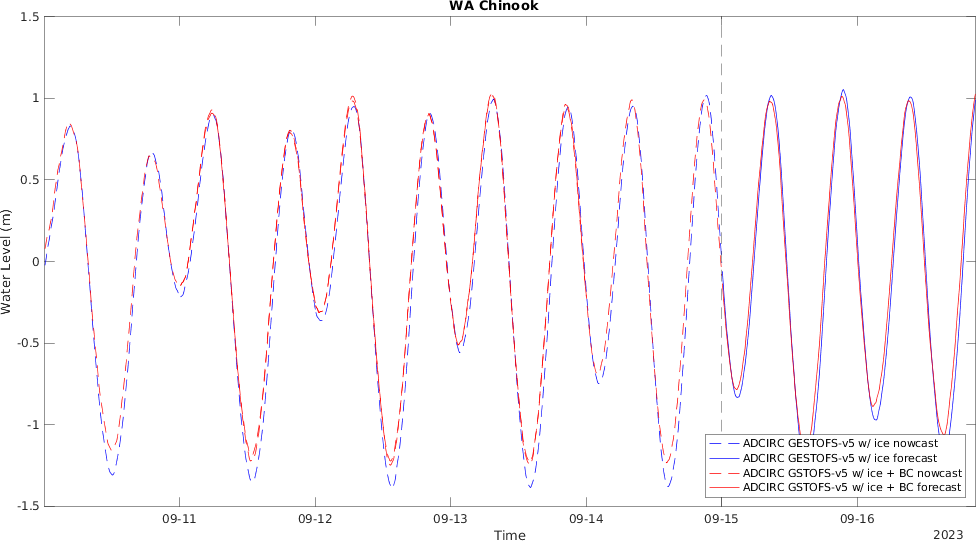 WA Chinook
1.5
1
0.5
0
-0.5
-1
-1.5
Water Level (m)
09-11 09-12 09-13 09-14 09-15 09-16
Time
2023
ADCIRC GESTOFS-v5 w/ ice nowcast
ADCIRC GESTOFS-v5 w/ ice forecast
ADCIRC GSTOFS-v5 w/ ice + BC nowcast
ADCIRC GSTOFS-v5 w/ ice + BC forecast